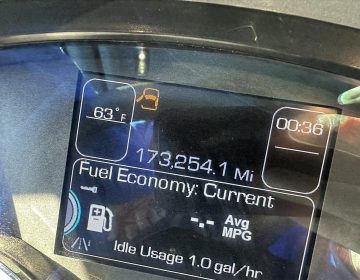 63°F
00:36
173,254.1 Mi
Fuel Economy: Current
-.- Avg
MPG
Idle Usage 1.0 gal/hr